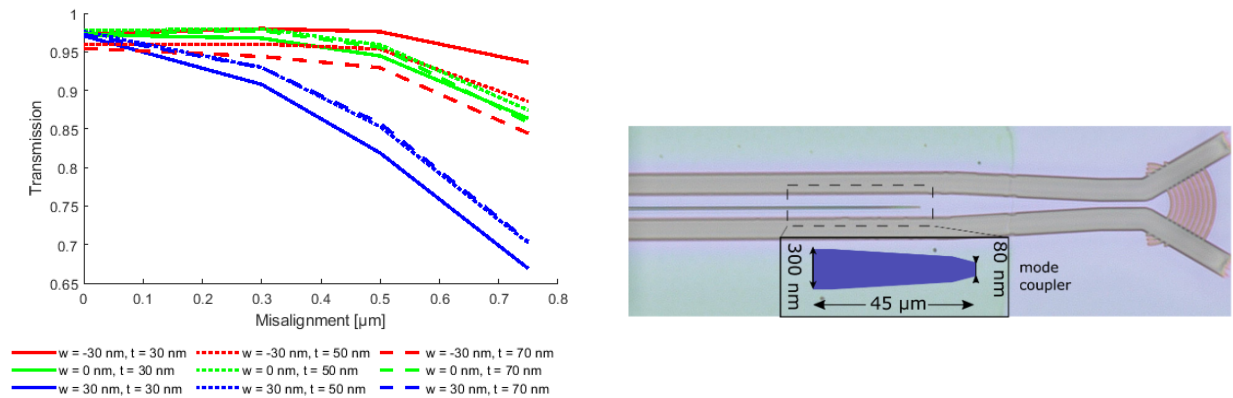 1
0.95
0.9
0.85
0.8
0.75
0.7
0.65
Transmission
0 0.1 0.2 0.3 0.4 0.5 0.6 0.7 0.8
Misalignment [µm]
w = -30 nm, t = 30 nm w = -30 nm, t = 50 nm w = -30 nm, t = 70 nm
w = 0 nm, t = 30 nm w = 0 nm, t = 50 nm w = 0 nm, t = 70 nm
w = 30 nm, t = 30 nm w = 30 nm, t = 50 nm w = 30 nm, t = 70 nm
300 nm
45 µm
80 nm
mode
coupler